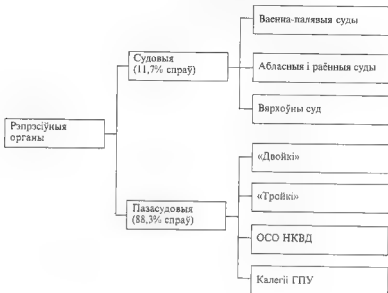 Ваенна-палявыя суды
Судовыя
(11,7% спраў)
Абласныя і раённыя суды
Вярхоўны суд
Рэпрэсіўныя
органы
«Двойкі»
«Тройкі»
Пазасудовыя
(88,3% спраў)
ОСО НКВД
Калегіі ГПУ